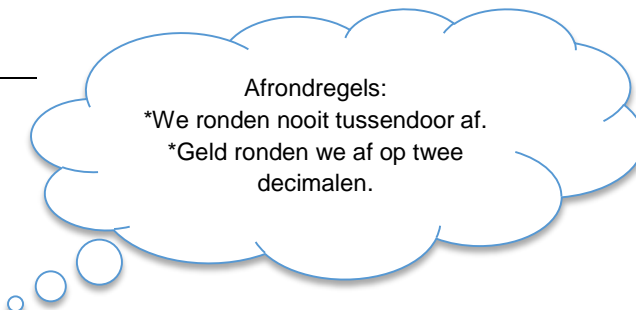 Afrondregels:
*We ronden nooit tussendoor af.
*Geld ronden we af op twee
decimalen.